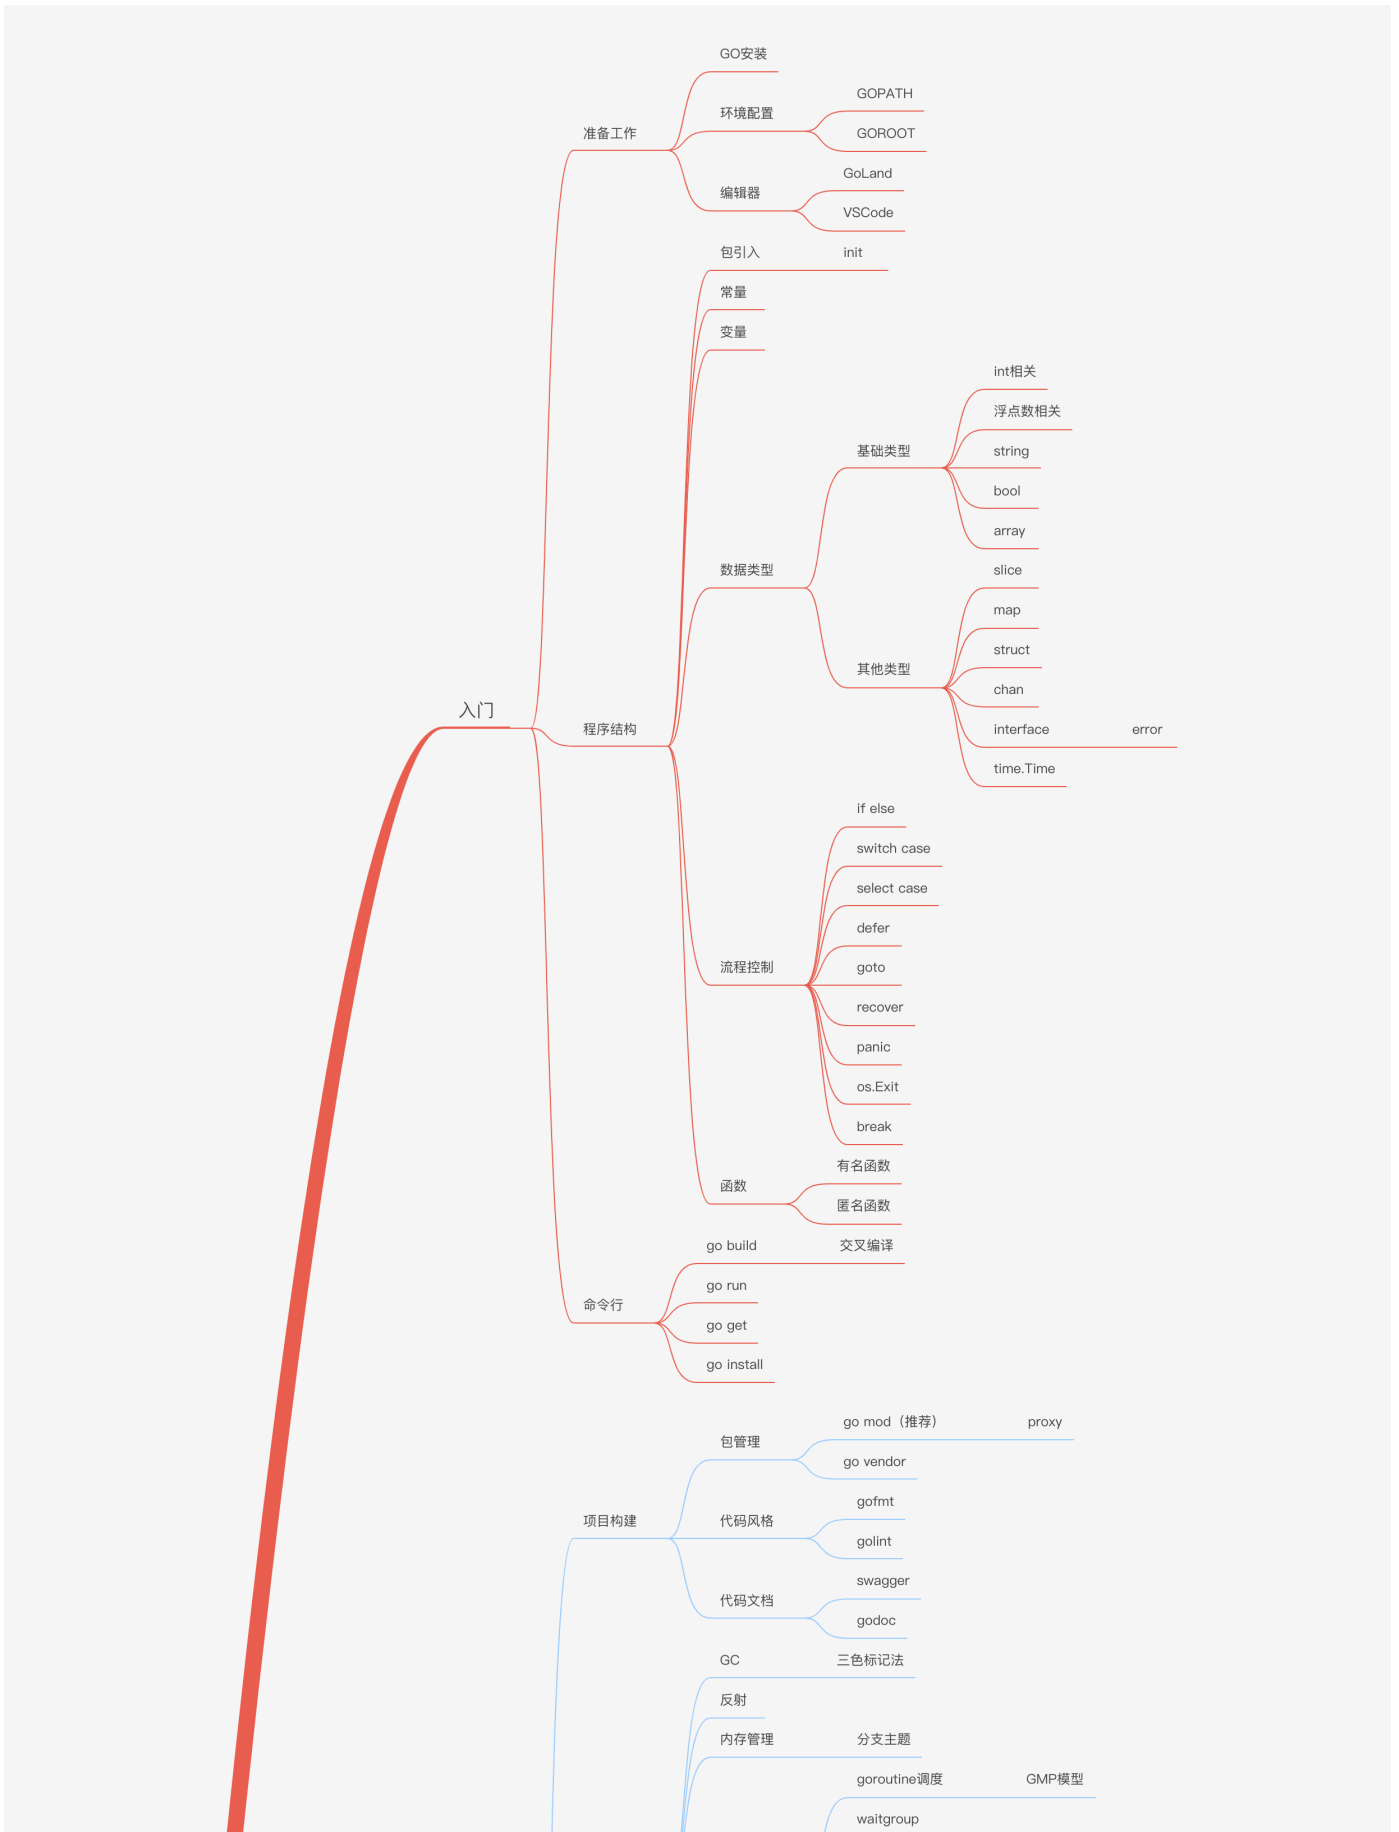 GO安装
GOPATH
环境配置
准备工作
GOROOT
GoLand
编辑器
VSCode
包引入 init
常量
变量
int相关
浮点数相关
基础类型
string
bool
array
数据类型
slice
map
struct
其他类型
chan
入门
程序结构
interface error
time.Time
if else
switch case
select case
defer
流程控制
goto
recover
panic
os.Exit
break
有名函数
函数
匿名函数
go build 交叉编译
go run
命令行
go get
go install
go mod（推荐） proxy
包管理
go vendor
gofmt
项目构建
代码风格
golint
swagger
代码文档
godoc
GC 三色标记法
反射
内存管理 分支主题
goroutine调度 GMP模型
waitgroup